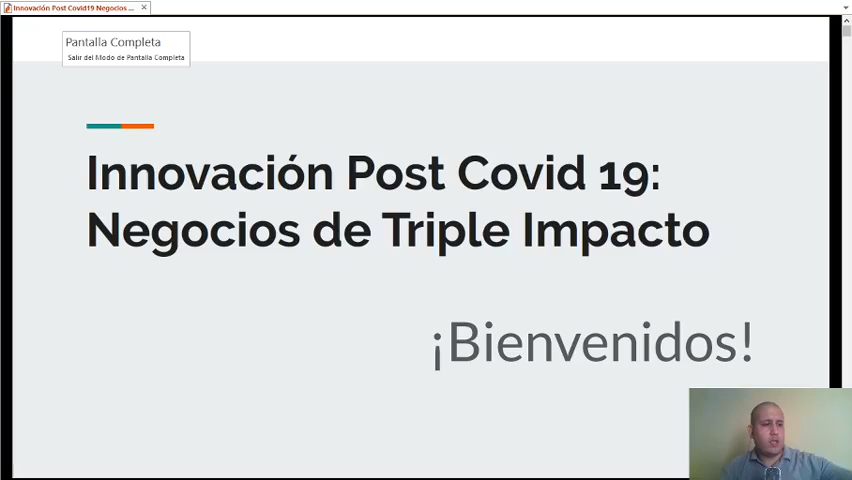 Innovación Post Covid19 Negocios ...
Pantalla Completa
Salir del Modo de Pantalla Completa
Innovación Post Covid 19:
Negocios de Triple Impacto
¡Bienvenidos!